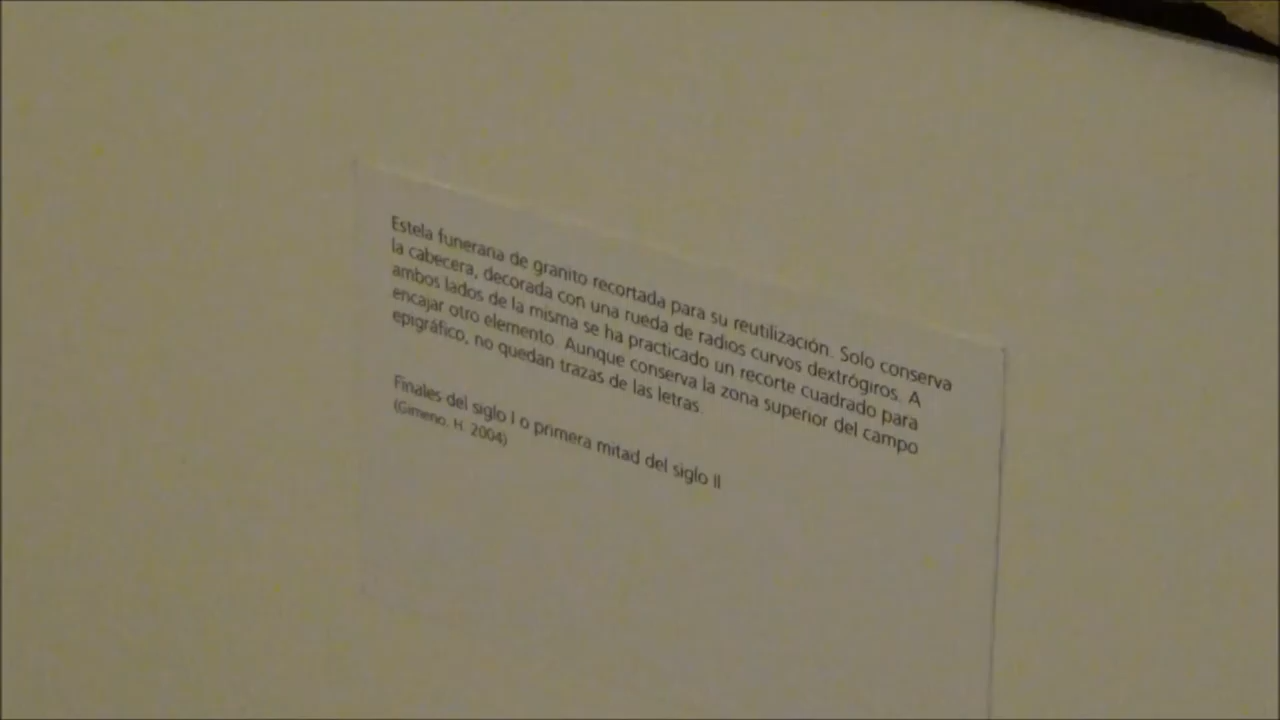 Estela funeraria de granito recortada para su reutilización. Solo conserva
la cabecera, decorada con una rueda de radios curvos dextrógiros. A
ambos lados de la misma se ha practicado un recorte cuadrado para
encajar otro elemento. Aunque conserva la zona superior del campo
epigráfico, no quedan trazas de las letras.
Finales del siglo I o primera mitad del siglo II
(Gimeno, H. 2004)